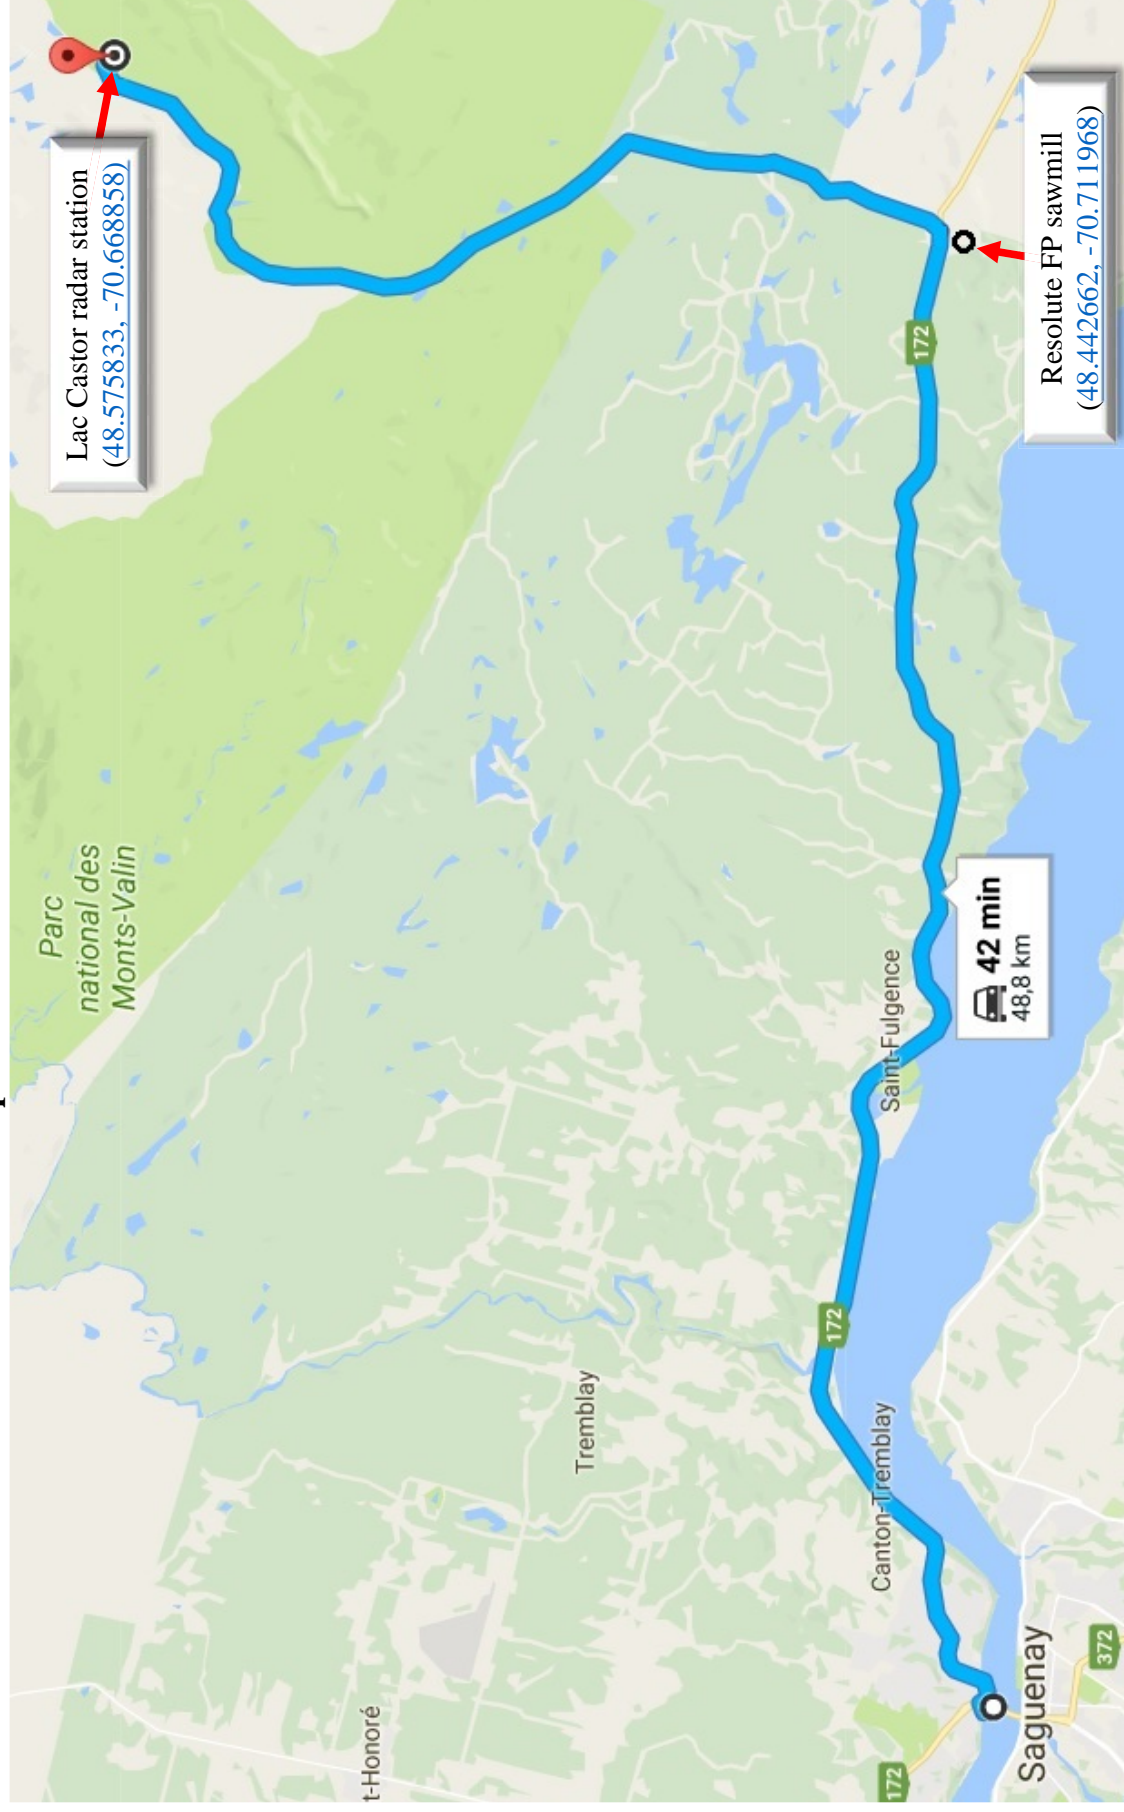 Lac Castor radar station
(48.575833, -70.668858)
Parc
national des
Monts-Valin
Resolute FP sawmill
(48.442662, -70.711968)
172
Saint-Fulgence
42 min
48,8 km
172
Tremblay
Canton-Tremblay
t-Honoré
Saguenay
172
372